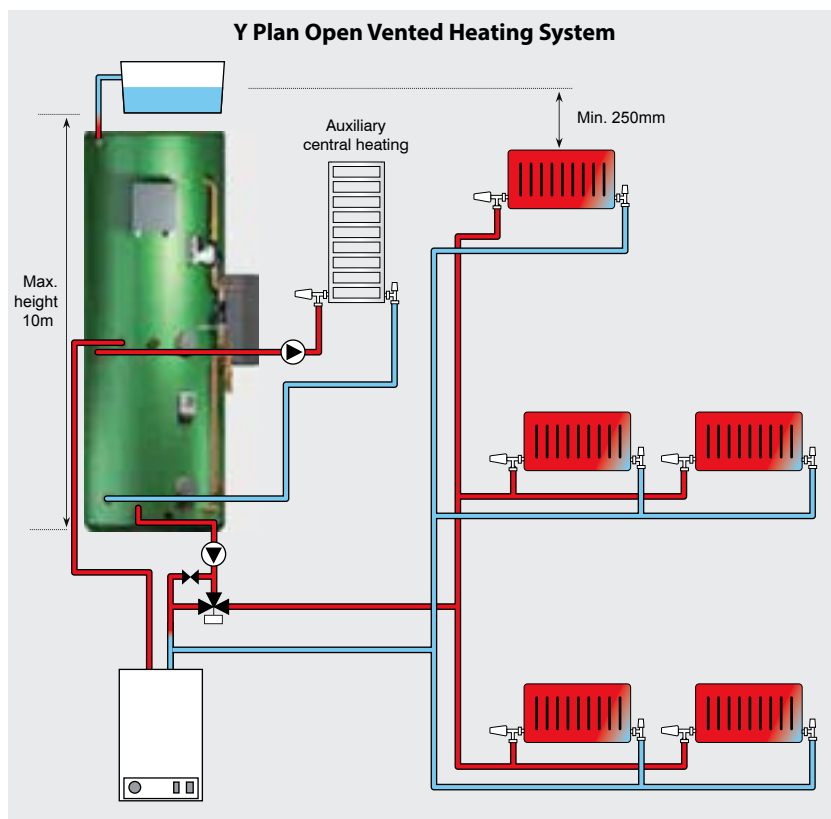 Y Plan Open Vented Heating System
Min. 250mm
Auxiliary
central heating
Max.
height
10m